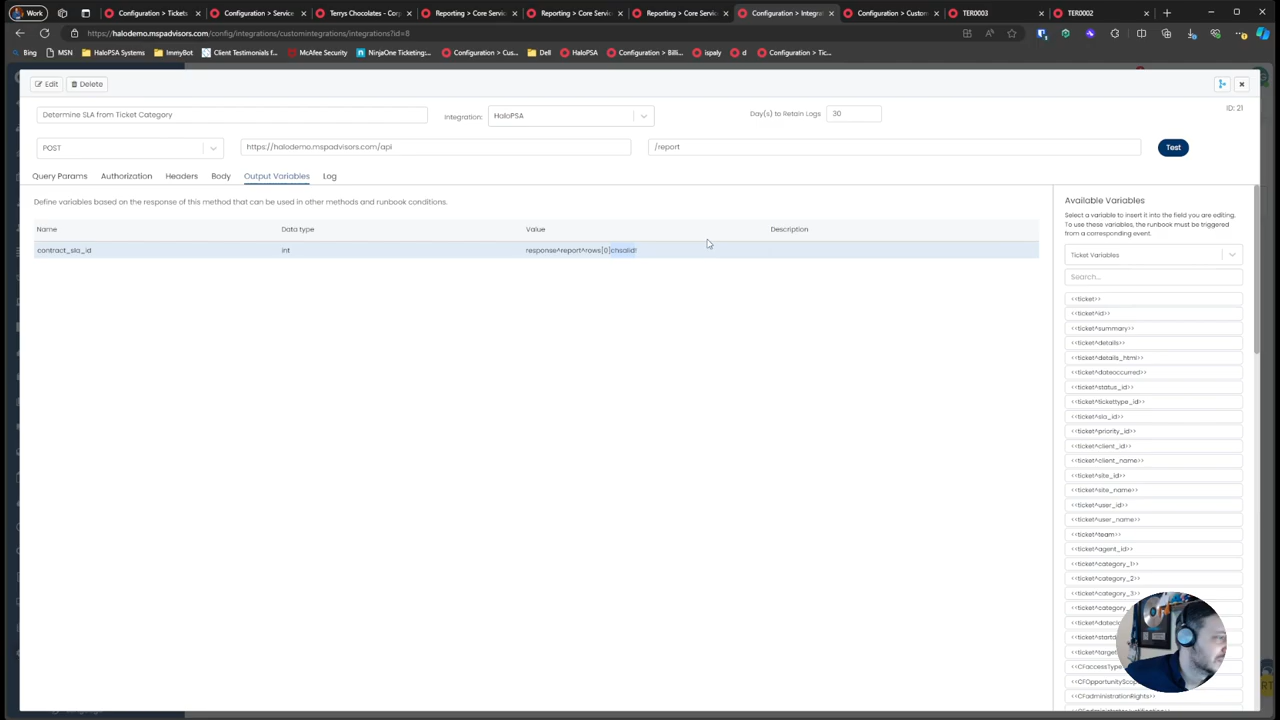 Work
Configuration > Tickets
Configuration > Service
Terrys Chocolates - Cor
Reporting > Core Servic
Reporting > Core Servic
Reporting > Core Servic
Configuration > Integrat
Configuration > Custom
TER0003
TER0002
https://halodemo.mspadvisors.com/config/integrations/customintegrations/integrations?id=8
Bing
MSN
HaloPSA Systems
ImmyBot
Client Testimonials f...
McAfee Security
NinjaOne Ticketing:...
Configuration > Cus...
Dell
HaloPSA
Configuration > Billi...
ispaly
d
Configuration > Tic...
Edit
Delete
ID: 21
Determine SLA from Ticket Category
Integration:
HaloPSA
Day(s) to Retain Logs
30
POST
https://halodemo.mspadvisors.com/api
/report
Test
Query Params
Authorization
Headers
Body
Output Variables
Log
Define variables based on the response of this method that can be used in other methods and runbook conditions.
Name
Data type
Value
Description
contract_sla_id
int
response^report^rows[0]chsalid!
Available Variables
Select a variable to insert it into the field you are editing.
To use these variables, the runbook must be triggered
from a corresponding event.
Ticket Variables
Search...
<<ticket>>
<<ticket^id>>
<<ticket^summary>>
<<ticket^details>>
<<ticket^details_html>>
<<ticket^dateoccurred>>
<<ticket^status_id>>
<<ticket^tickettype_id>>
<<ticket^sla_id>>
<<ticket^priority_id>>
<<ticket^client_id>>
<<ticket^client_name>>
<<ticket^site_id>>
<<ticket^site_name>>
<<ticket^user_id>>
<<ticket^user_name>>
<<ticket^team>>
<<ticket^agent_id>>
<<ticket^category_1>>
<<ticket^category_2>>
<<ticket^category_3>>
<<ticket^category_
<<ticket^dateclo
<<ticket^startd
<<ticket^target
<<CFaccessType
<<CFOpportunitySco
<<CFadministrationRights>>